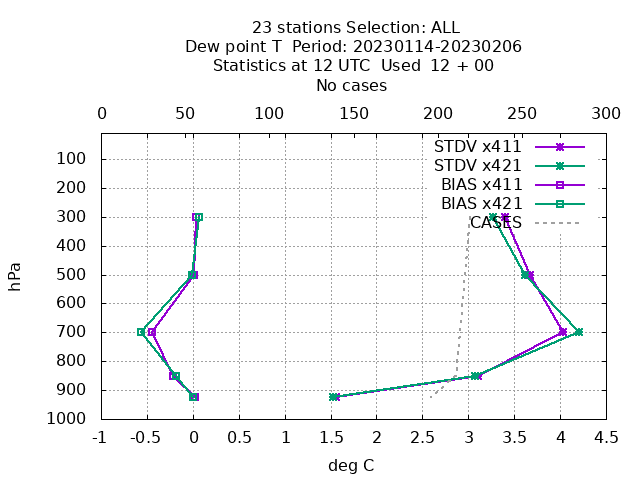 23 stations Selection: ALL
Dew point T  Period: 20230114-20230206
Statistics at 12 UTC  Used  12 + 00
No cases
0 50 100 150 200 250 300
STDV x411
STDV x421
BIAS x411
BIAS x421
CASES
100
200
300
400
500
600
700
800
900
1000
hPa
-1 -0.5 0 0.5 1 1.5 2 2.5 3 3.5 4 4.5
deg C